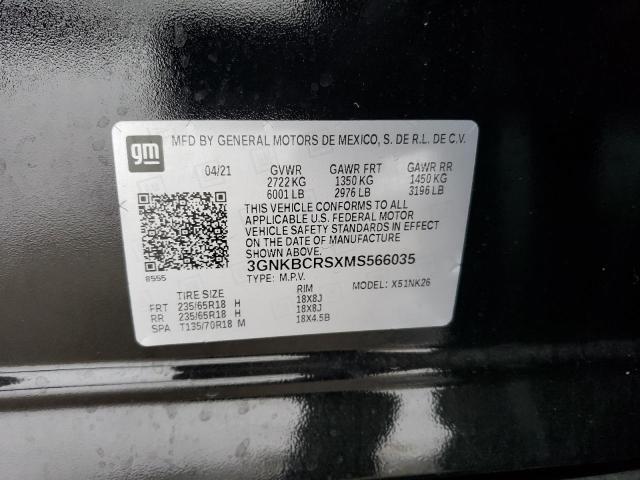 gm
MFD BY GENERAL MOTORS DE MEXICO, S. DE R.L. DE C.V.
04/21 GVWR GAWR FRT GAWR RR
2722 KG 1350 KG 1450 KG
6001 LB 2976 LB 3196 LB
THIS VEHICLE CONFORMS TO ALL
APPLICABLE U.S. FEDERAL MOTOR
VEHICLE SAFETY STANDARDS IN EFFECT
ON THE DATE OF MANUFACTURE
SHOWN ABOVE.
3GNKBCRSXMS566035
8555 TYPE: M.P.V. MODEL: X51NK26
TIRE SIZE RIM
FRT 235/65R18 H 18X8J
RR 235/65R18 H 18X8J
SPA T135/70R18 M 18X4.5B